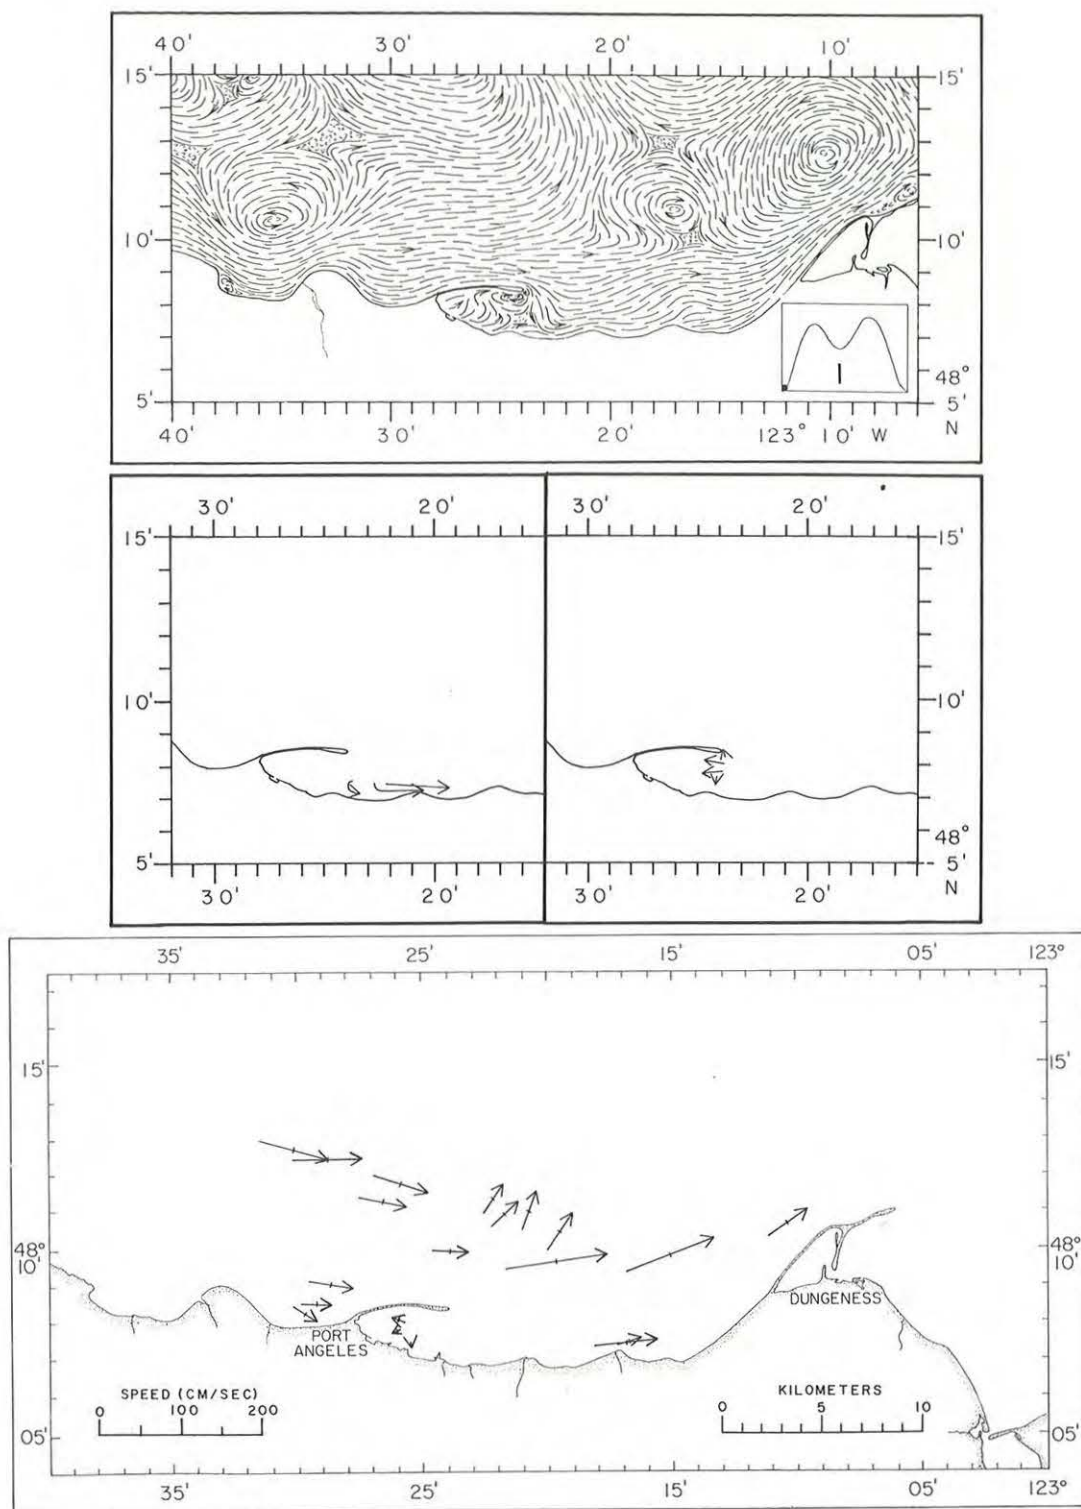 40' 30' 20' 10'
15' 15'
10' 10'
48°
5' 5'
40' 30' 20' 123° 10' W N
30' 20' 30' 20'
15' 15'
10' 10'
48°
5' 5'
30' 20' 30' 20' N
35' 25' 15' 05' 123°
15' 15'
48° 48°
10' 10'
DUNGENESS
PORT
ANGELES
SPEED (CM/SEC) KILOMETERS
0 100 200 0 5 10
05' 05'
35' 25' 15' 05' 123°